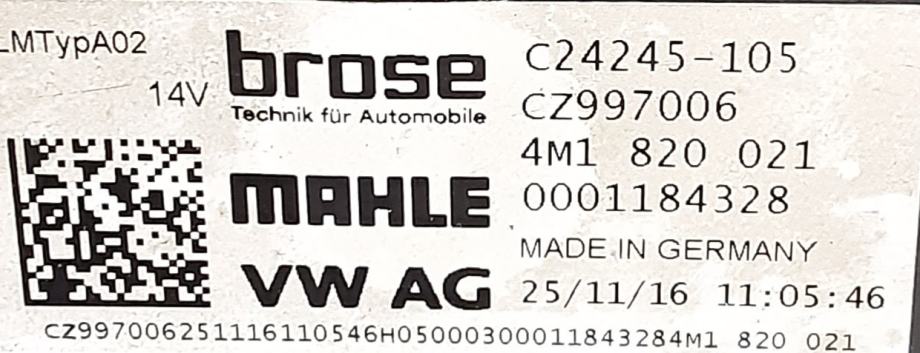 LMTypA02
14V
brose
Technik für Automobile
MAHLE
VW AG
C24245-105
CZ997006
4M1 820 021
0001184328
MADE IN GERMANY
25/11/16 11:05:46
CZ997006251116110546H05000300011843284M1 820 021